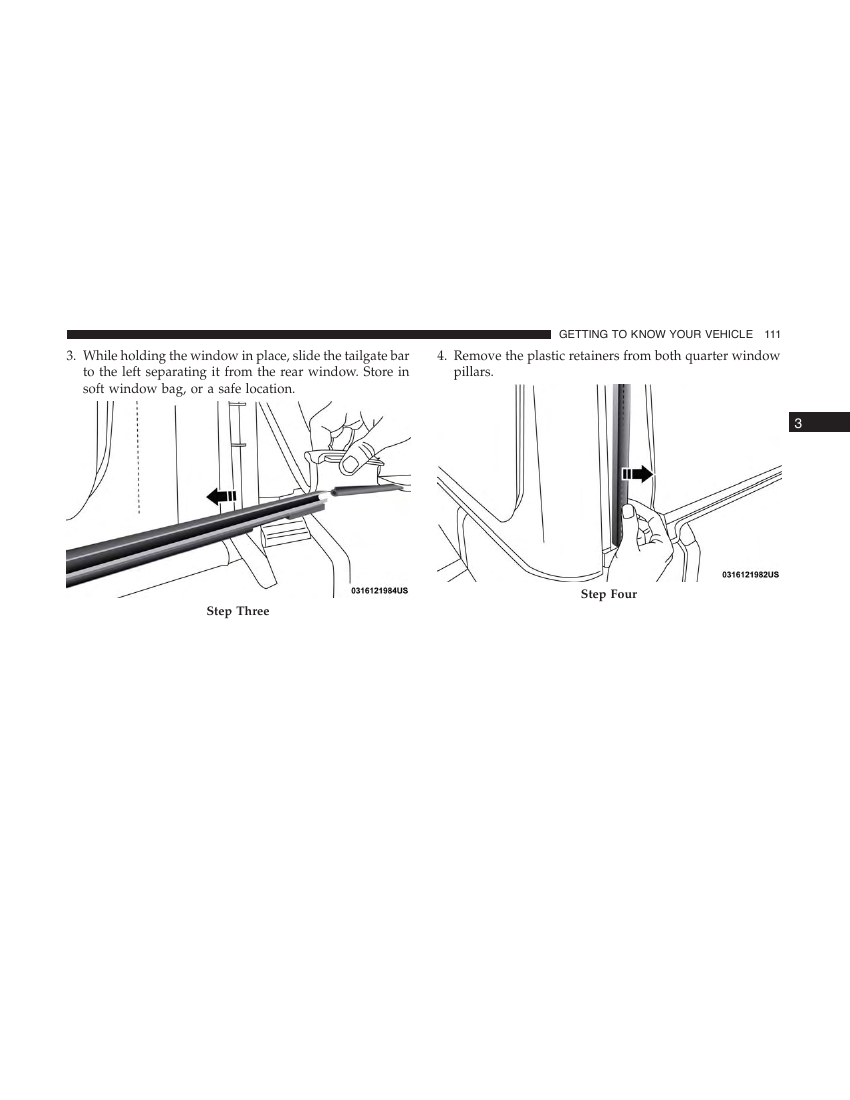 GETTING TO KNOW YOUR VEHICLE 111
3. While holding the window in place, slide the tailgate bar
to the left separating it from the rear window. Store in
soft window bag, or a safe location.
0316121984US
Step Three
4. Remove the plastic retainers from both quarter window
pillars.
0316121982US
Step Four
3